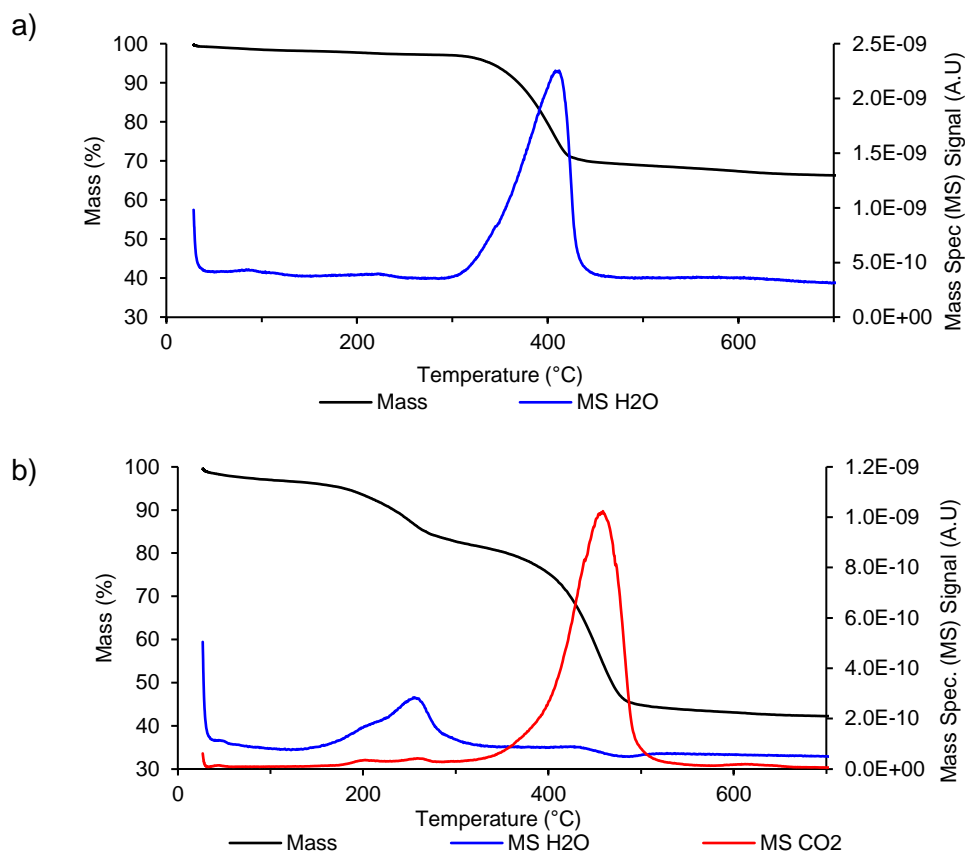 a)
100
90
80
70
60
50
40
30
Mass (%)
0
200
400
600
Temperature (°C)
2.5E-09
2.0E-09
1.5E-09
1.0E-09
5.0E-10
0.0E+00
Mass Spec (MS) Signal (A.U)
Mass
MS H2O
b)
100
90
80
70
60
50
40
30
Mass (%)
0
200
400
600
Temperature (°C)
1.2E-09
1.0E-09
8.0E-10
6.0E-10
4.0E-10
2.0E-10
0.0E+00
Mass Spec. (MS) Signal (A.U)
Mass
MS H2O
MS CO2